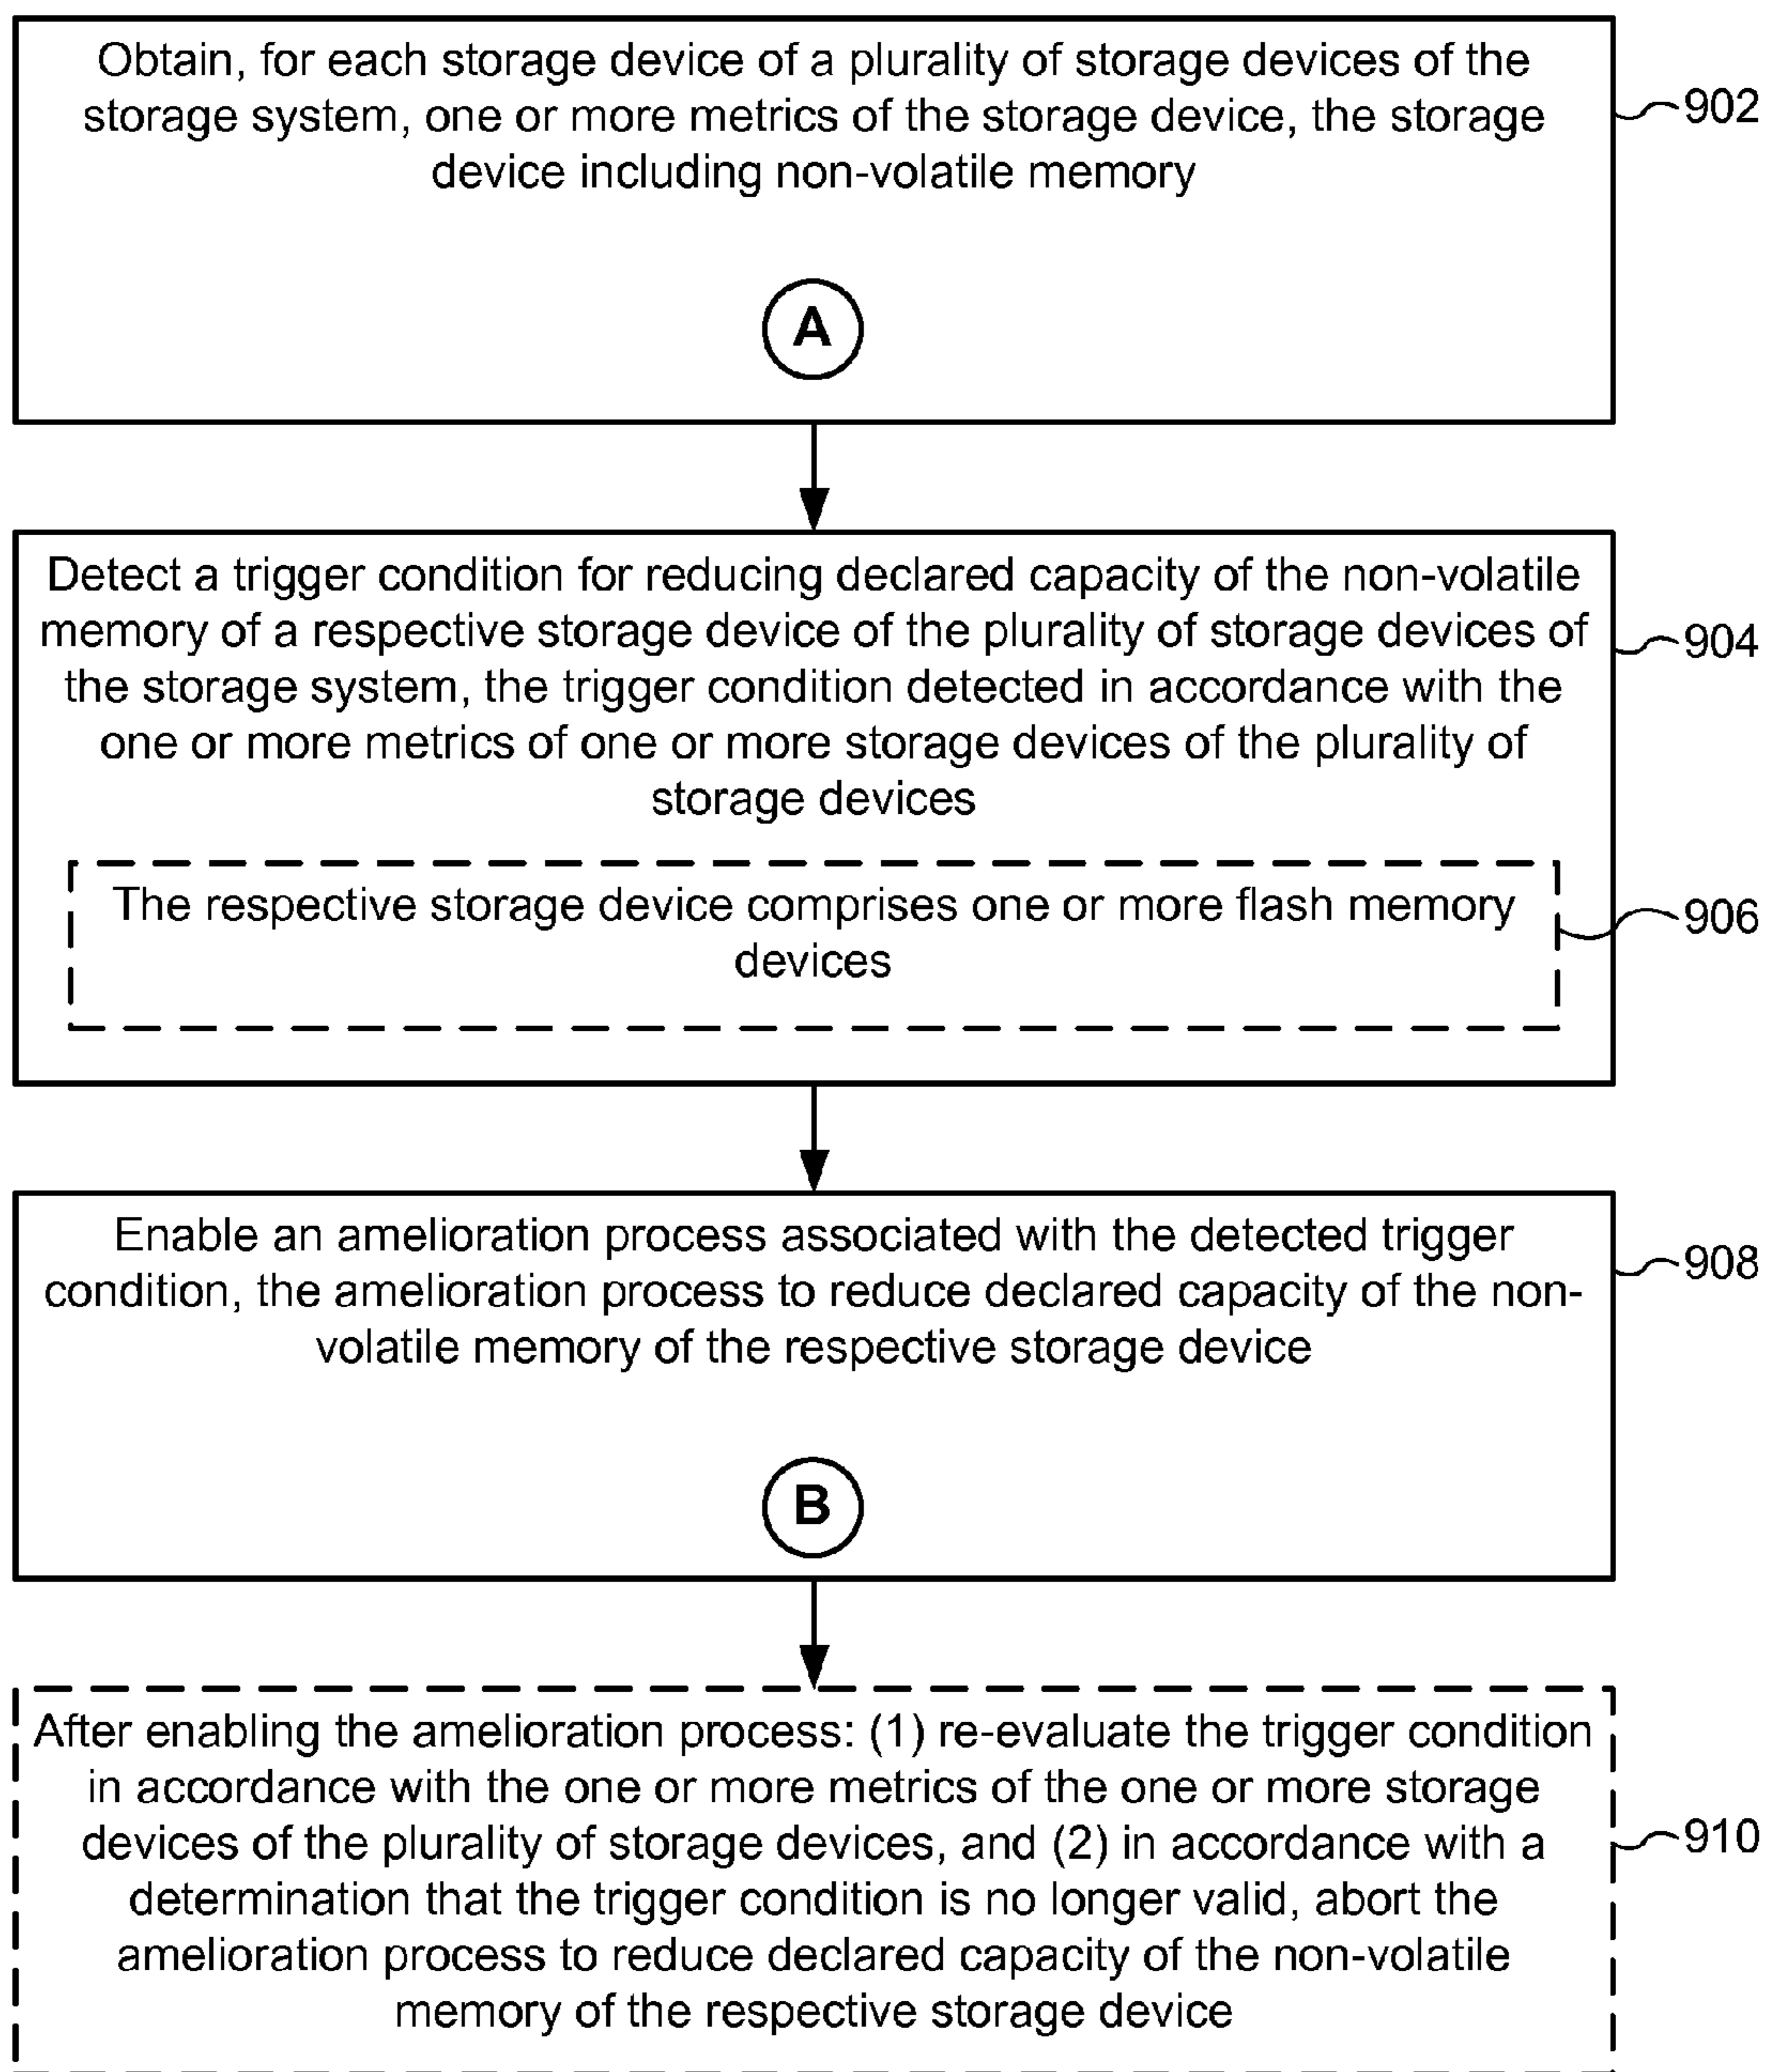 Obtain, for each storage device of a plurality of storage devices of the
storage system, one or more metrics of the storage device, the storage
device including non-volatile memory
902
A
Detect a trigger condition for reducing declared capacity of the non-volatile
memory of a respective storage device of the plurality of storage devices of
the storage system, the trigger condition detected in accordance with the
one or more metrics of one or more storage devices of the plurality of
storage devices
904
The respective storage device comprises one or more flash memory
devices
906
Enable an amelioration process associated with the detected trigger
condition, the amelioration process to reduce declared capacity of the non-
volatile memory of the respective storage device
908
B
After enabling the amelioration process: (1) re-evaluate the trigger condition
in accordance with the one or more metrics of the one or more storage
devices of the plurality of storage devices, and (2) in accordance with a
determination that the trigger condition is no longer valid, abort the
amelioration process to reduce declared capacity of the non-volatile
memory of the respective storage device
910